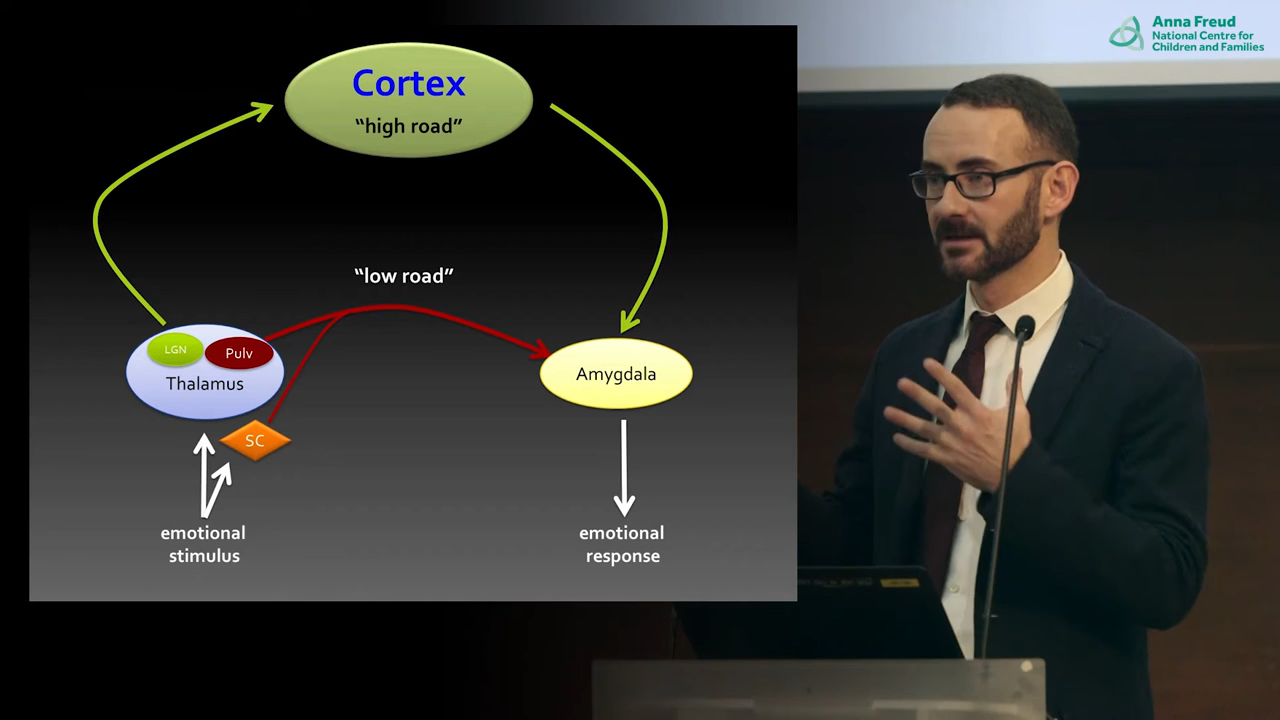 Cortex
“high road”
“low road”
LGN
Pulv
Thalamus
SC
Amygdala
emotional
stimulus
emotional
response
Anna Freud
National Centre for
Children and Families